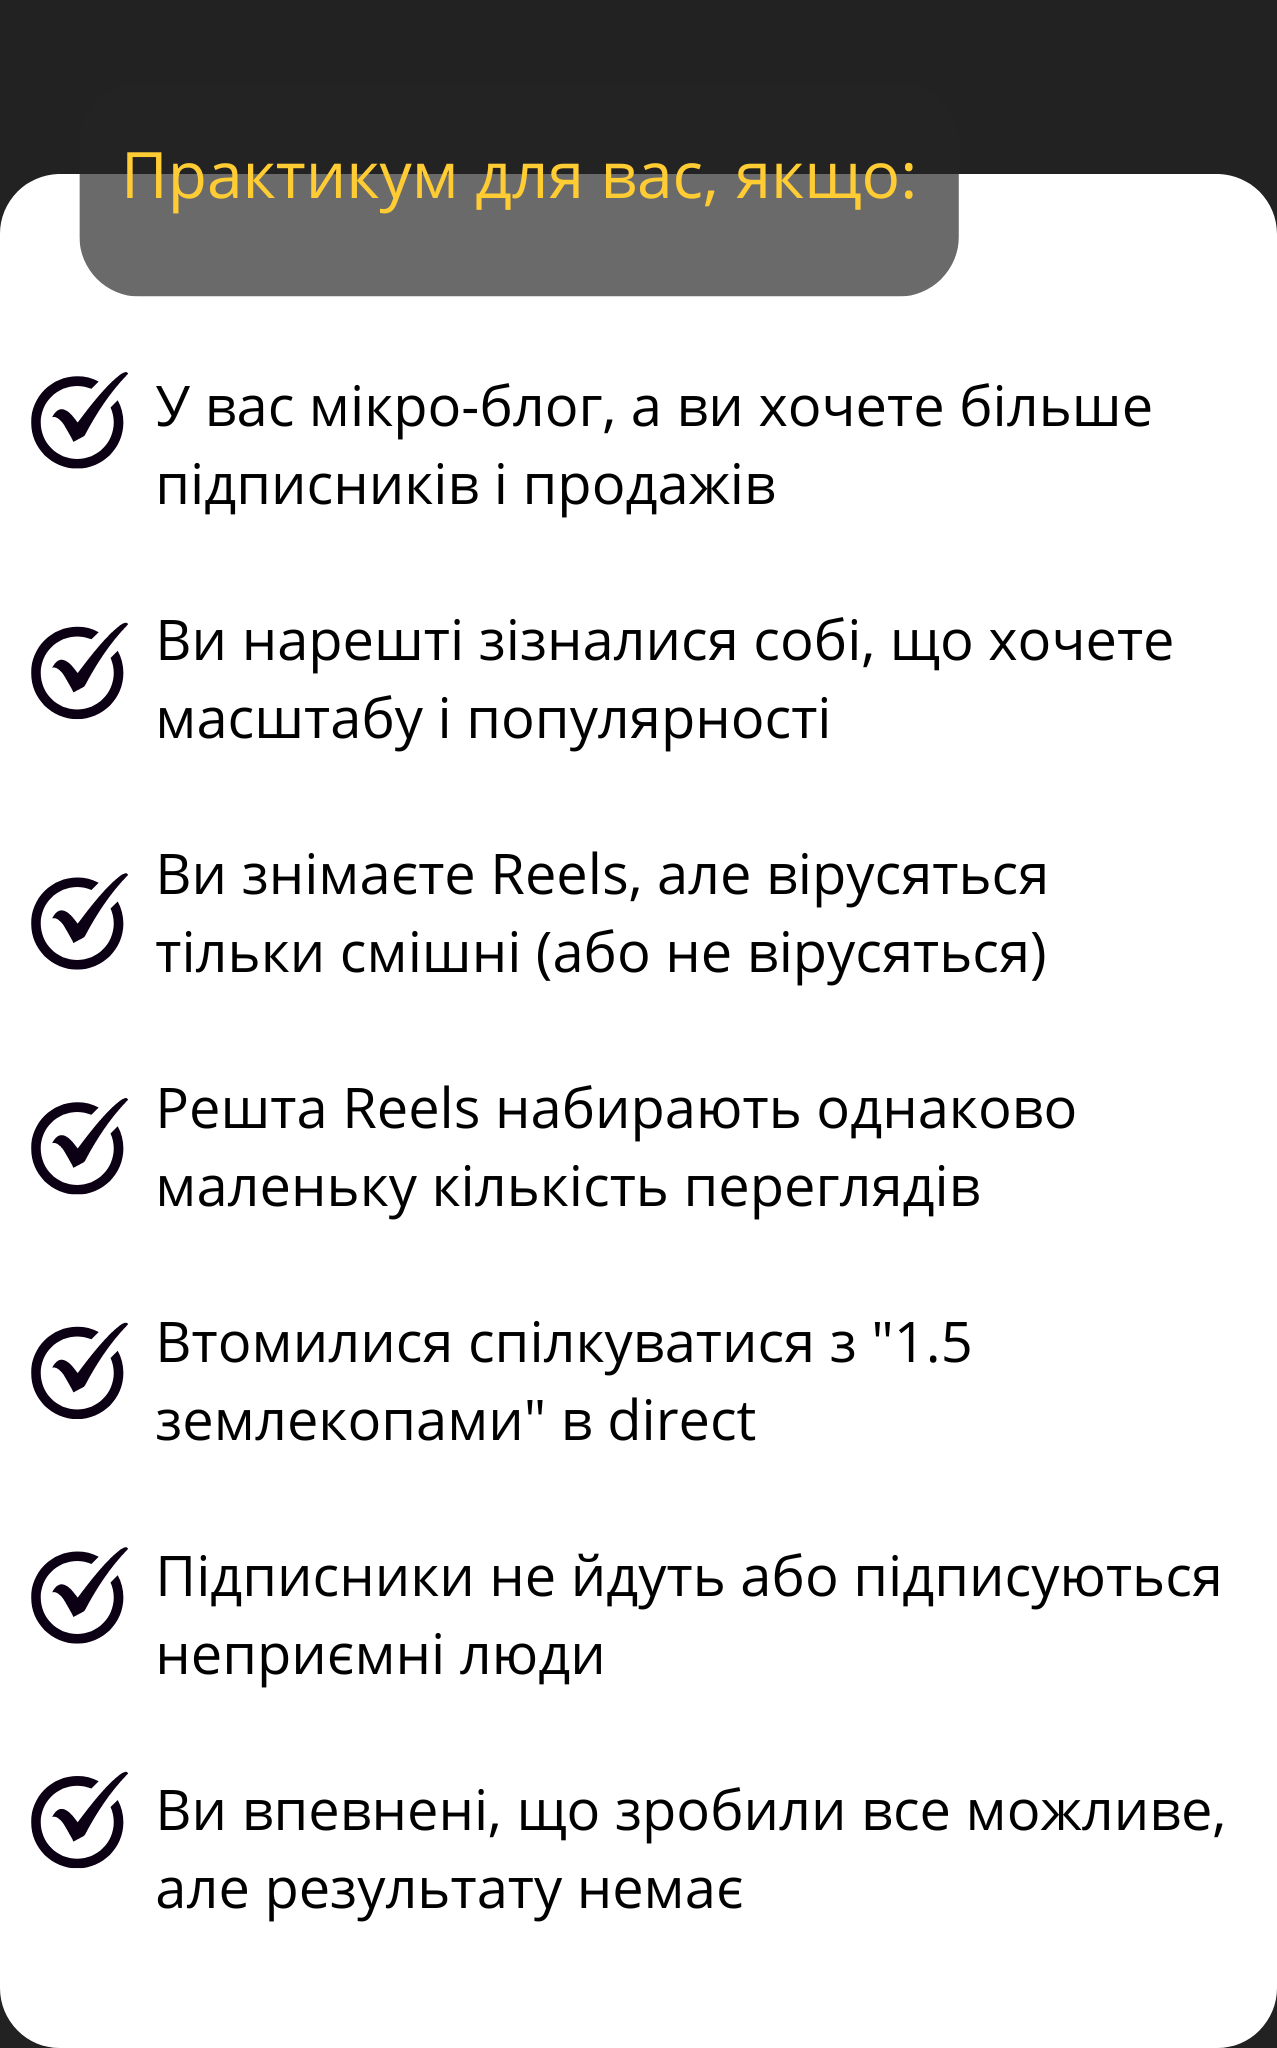 Практикум для вас, якщо:
У вас мікро-блог, а ви хочете більше
підписників і продажів
Ви нарешті зізналися собі, що хочете
масштабу і популярності
Ви знімаєте Reels, але вірусяться
тільки смішні (або не вірусяться)
Решта Reels набирають однаково
маленьку кількість переглядів
Втомилися спілкуватися з "1.5
землекопами" в direct
Підписники не йдуть або підписуються
неприємні люди
Ви впевнені, що зробили все можливе,
але результату немає